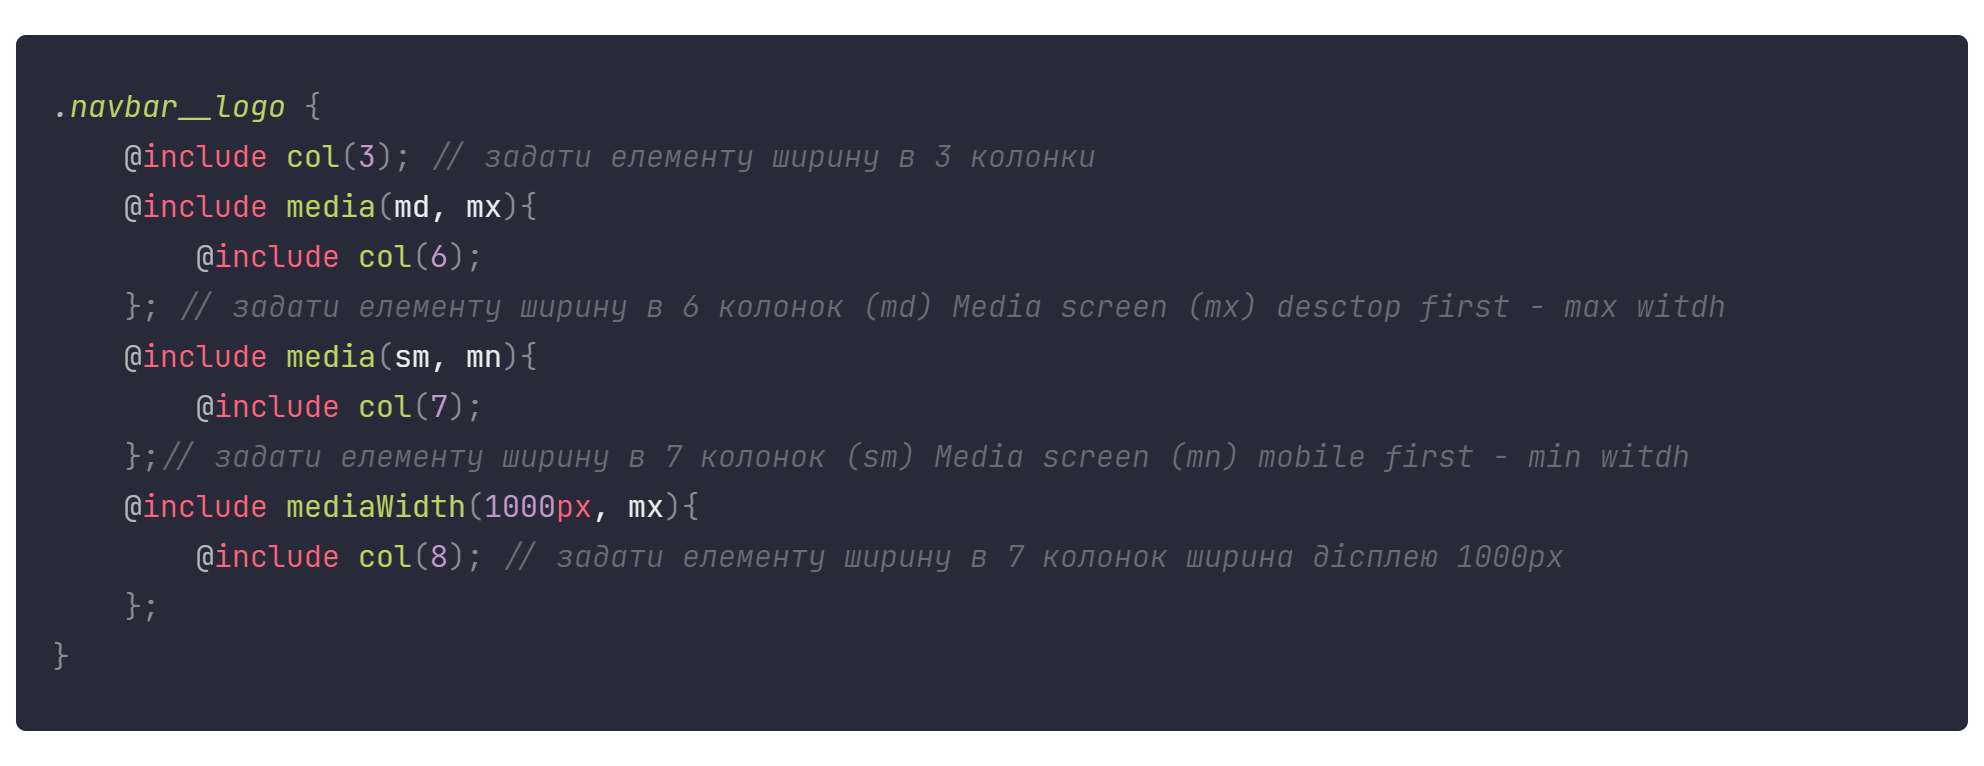 .navbar__logo {
    @include col(3); // задати елементу ширину в 3 колонки
    @include media(md, mx){
        @include col(6);
    }; // задати елементу ширину в 6 колонок (md) Media screen (mx) desctop first - max witdh
    @include media(sm, mn){
        @include col(7);
    };// задати елементу ширину в 7 колонок (sm) Media screen (mn) mobile first - min witdh
    @include mediaWidth(1000px, mx){
        @include col(8); // задати елементу ширину в 7 колонок ширина дісплею 1000px
    };
}